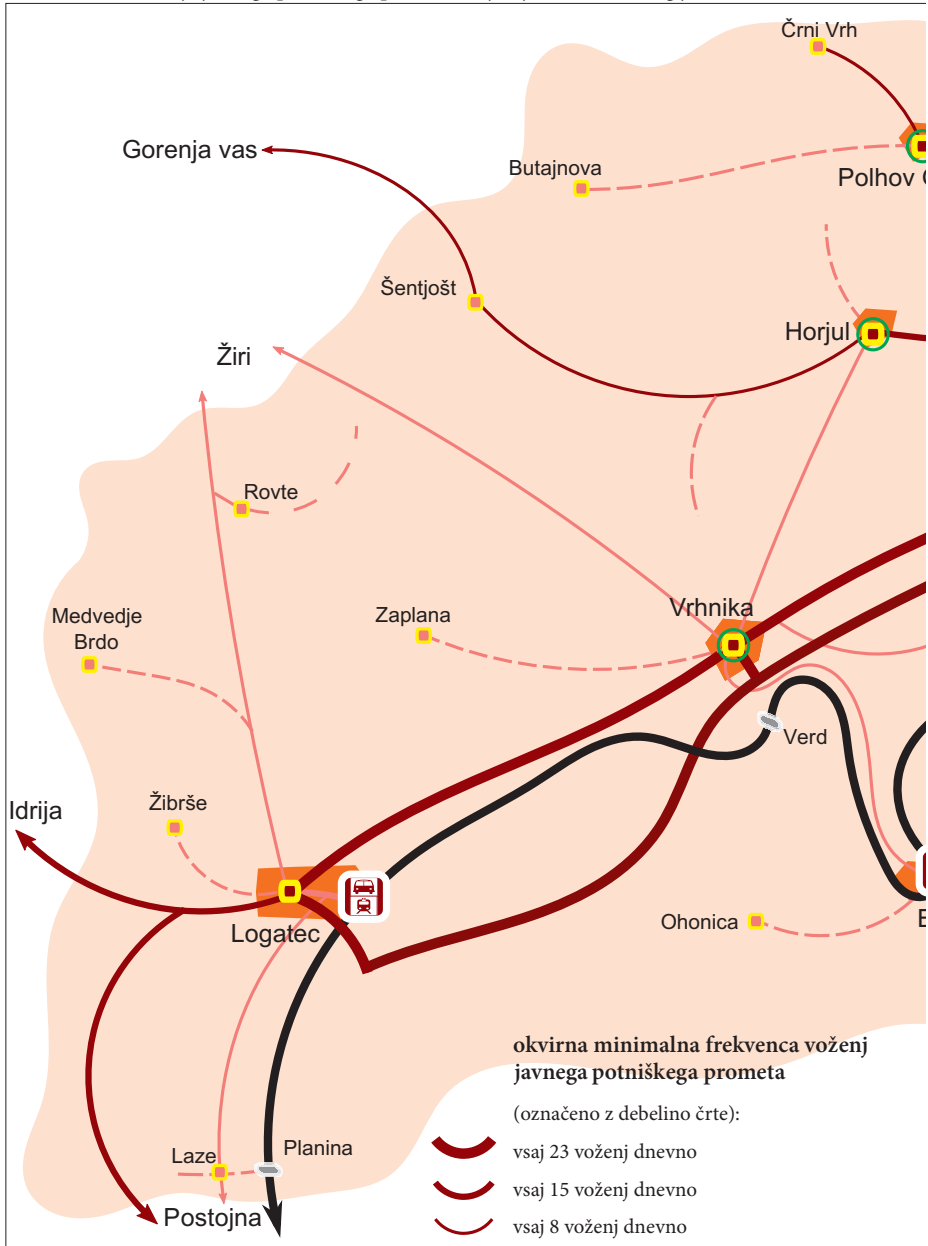 Črni Vrh
Gorenja vas
Butajnova
Polhov
Šentjošt
Horjul
Žiri
Rovte
Vrhnika
Zaplana
Medvedje
Brdo
Verd
Žibrše
Idrija
Ohonica
Logatec
okvirna minimalna frekvenca voženj
javnega potniškega prometa
(označeno z debelino črte):
vsaj 23 voženj dnevno
Planina
Laze
vsaj 15 voženj dnevno
Postojna
vsaj 8 voženj dnevno